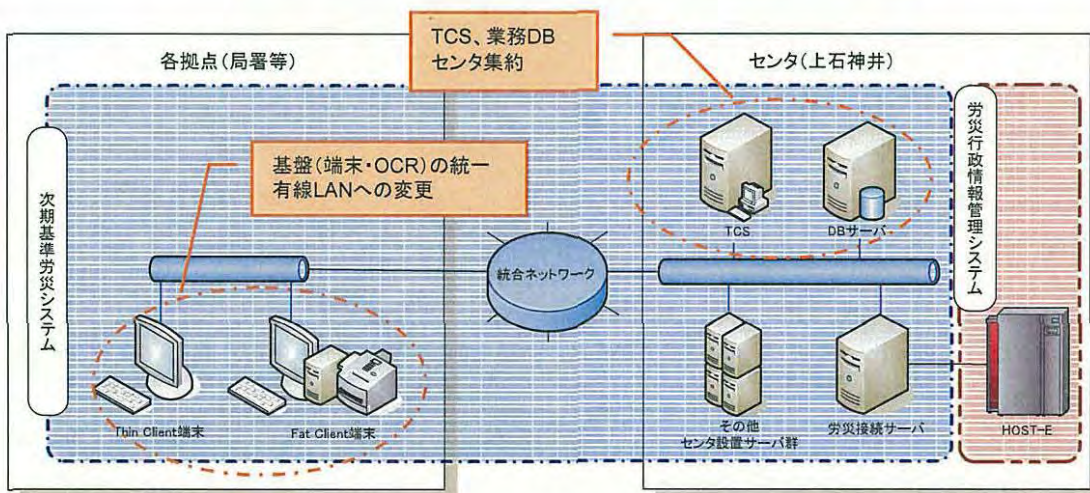 TCS、業務DB
センタ集約
各拠点(局署等)
センタ(上石神井)
基盤(端末・OCR)の統一
有線LANへの変更
次期基準労災システム
労災行政情報管理システム
TCS
DBサーバ
統合ネットワーク
Thin Client端末
Fat Client端末
その他
センタ設置サーバ群
労災接続サーバ
HOST-E